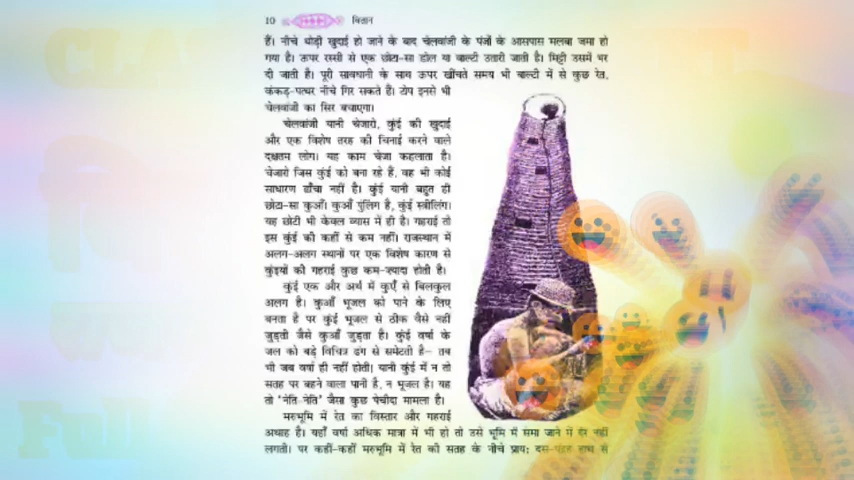 10 वितान
हैं। नीचे थोड़ी खुदाई हो जाने के बाद चेलवांजी के पंजों के आसपास मलबा जमा हो
गया है। ऊपर रस्सी से एक छोटा-सा डोल या बाल्टी उतारी जाती है। मिट्टी उसमें भर
दी जाती है। पूरी सावधानी के साथ ऊपर खींचते समय भी बाल्टी में से कुछ रेत,
कंकड़-पत्थर नीचे गिर सकते हैं। टोप इनसे भी
चेलवांजी का सिर बचाएगा।
चेलवांजी यानी चेजारो, कुंई की खुदाई
और एक विशेष तरह की चिनाई करने वाले
दक्षतम लोग। यह काम चेजा कहलाता है।
चेजारो जिस कुंई को बना रहे हैं, वह भी कोई
साधारण ढाँचा नहीं है। कुंई यानी बहुत ही
छोटा-सा कुआँ। कुआँ पुंलिंग है, कुंई स्त्रीलिंग।
यह छोटी भी केवल व्यास में ही है। गहराई तो
इस कुंई की कहीं से कम नहीं। राजस्थान में
अलग-अलग स्थानों पर एक विशेष कारण से
कुंइयों की गहराई कुछ कम-ज्यादा होती है।
कुंई एक और अर्थ में कुएँ से बिलकुल
अलग है। कुआँ भूजल को पाने के लिए
बनता है पर कुंई भूजल से ठीक वैसे नहीं
जुड़ती जैसे कुआँ जुड़ता है। कुंई वर्षा के
जल को बड़े विचित्र ढंग से समेटती है– तब
भी जब वर्षा ही नहीं होती! यानी कुंई में न तो
सतह पर बहने वाला पानी है, न भूजल है। यह
तो 'नेति-नेति' जैसा कुछ पेचीदा मामला है।
मरुभूमि में रेत का विस्तार और गहराई
अथाह है। यहाँ वर्षा अधिक मात्रा में भी हो तो उसे भूमि में समा जाने में देर नहीं
लगती। पर कहीं-कहीं मरुभूमि में रेत की सतह के नीचे प्राय: दस-पंद्रह हाथ से